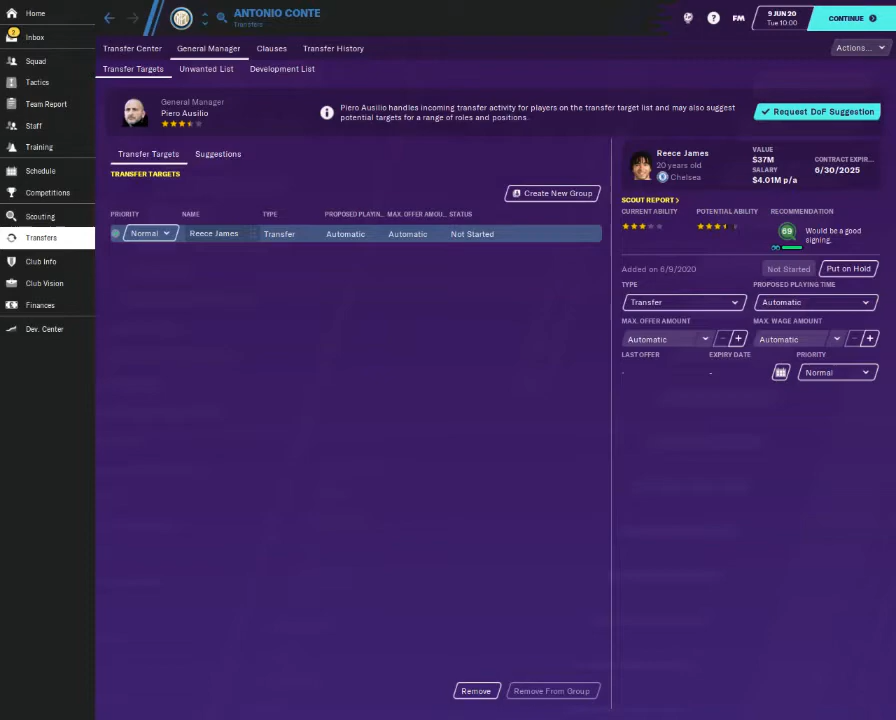 Home
ANTONIO CONTE
Transfers
? FM
9 JUN 20
Tue 10:00
CONTINUE
Inbox
Transfer Center General Manager Clauses Transfer History
Actions...
Squad
Transfer Targets Unwanted List Development List
Tactics
Team Report
General Manager
Piero Ausilio
Piero Ausilio handles incoming transfer activity for players on the transfer target list and may also suggest
potential targets for a range of roles and positions.
Request DoF Suggestion
Staff
Training
Schedule
Competitions
Scouting
Transfers
Club Info
Club Vision
Finances
Dev. Center
Transfer Targets Suggestions
TRANSFER TARGETS
Create New Group
PRIORITY NAME TYPE PROPOSED PLAYIN... MAX. OFFER AMOU... STATUS
Normal Reece James Transfer Automatic Automatic Not Started
Remove Remove From Group
Reece James
20 years old
Chelsea
VALUE
$37M
SALARY
$4.01M p/a
CONTRACT EXPIR...
6/30/2025
SCOUT REPORT >
CURRENT ABILITY POTENTIAL ABILITY RECOMMENDATION
69
Would be a good
signing.
Added on 6/9/2020
Not Started Put on Hold
TYPE PROPOSED PLAYING TIME
Transfer Automatic
MAX. OFFER AMOUNT MAX. WAGE AMOUNT
Automatic - + Automatic - +
LAST OFFER EXPIRY DATE PRIORITY
- - Normal